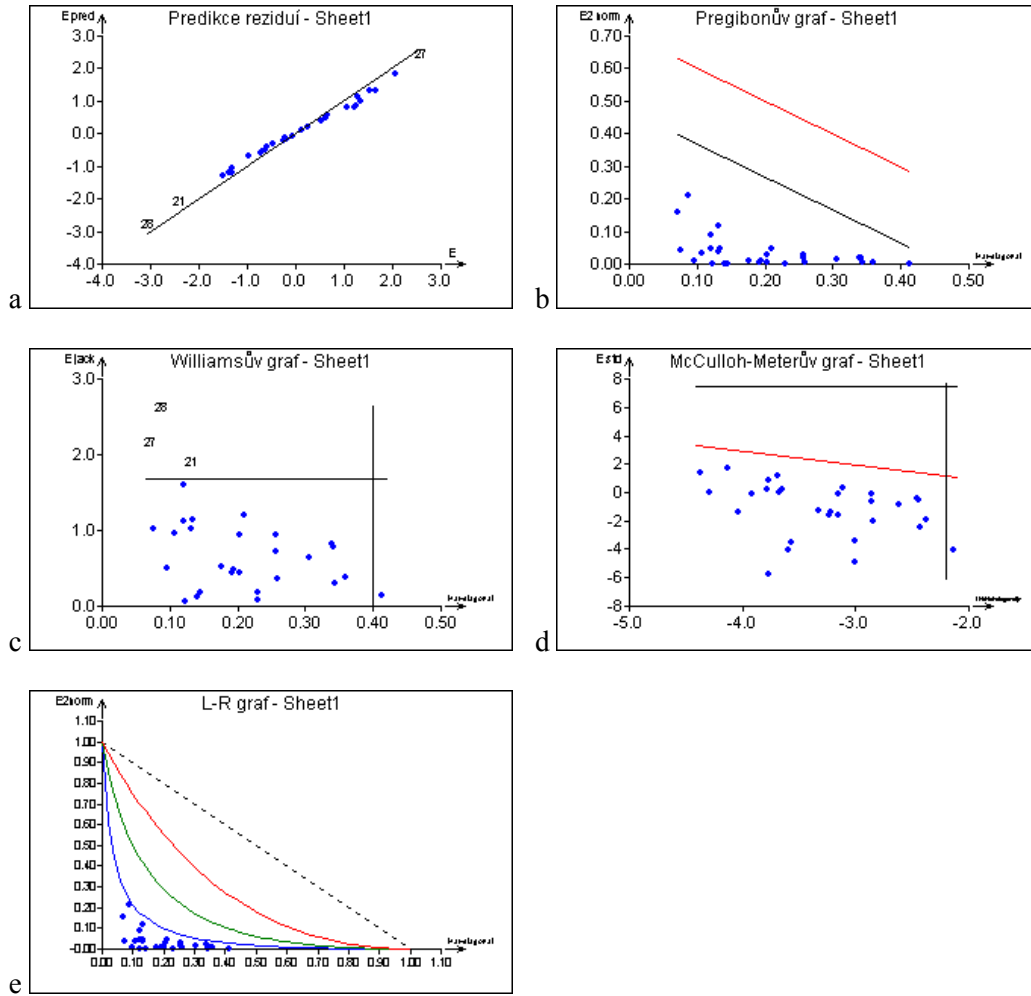 Predikce reziduí - Sheet1
E pred
3.0
2.0
1.0
0.0
-1.0
-2.0
-3.0
-4.0
27
21
28
E
-4.0 -3.0 -2.0 -1.0 0.0 1.0 2.0 3.0
a
Pregibonův graf - Sheet1
E2 norm
0.70
0.60
0.50
0.40
0.30
0.20
0.10
0.00
0.00 0.10 0.20 0.30 0.40 0.50
b
Williamsův graf - Sheet1
E jack
3.0
2.0
1.0
0.0
28
27
21
0.00 0.10 0.20 0.30 0.40 0.50
c
McCulloh-Meterův graf - Sheet1
E std
8
6
4
2
0
-2
-4
-6
-8
-5.0 -4.0 -3.0 -2.0
d
L-R graf - Sheet1
E2norm
1.10
1.00
0.90
0.80
0.70
0.60
0.50
0.40
0.30
0.20
0.10
-0.00
0.00 0.10 0.20 0.30 0.40 0.50 0.60 0.70 0.80 0.90 1.00 1.10
e